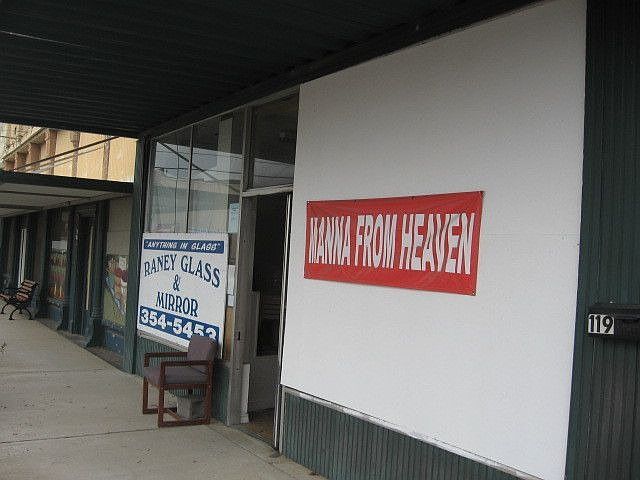 "ANYTHING IN GLASS"
RANEY GLASS
&
MIRROR
354-5453
MANNA FROM HEAVEN
119